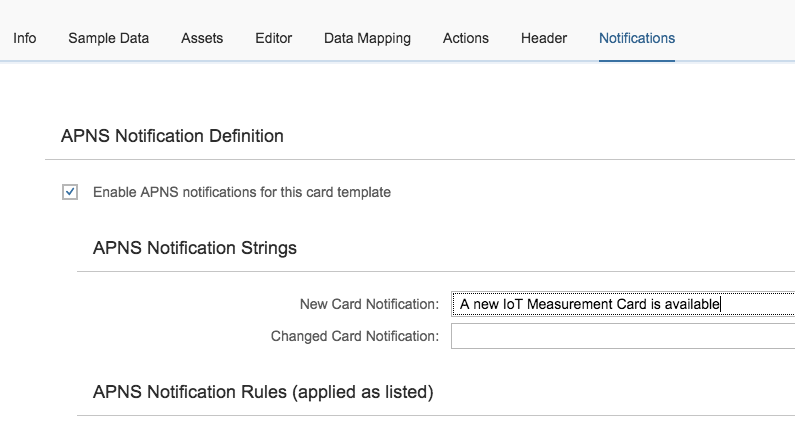 Info Sample Data Assets Editor Data Mapping Actions Header Notifications
APNS Notification Definition
Enable APNS notifications for this card template
APNS Notification Strings
New Card Notification: A new IoT Measurement Card is available
Changed Card Notification:
APNS Notification Rules (applied as listed)